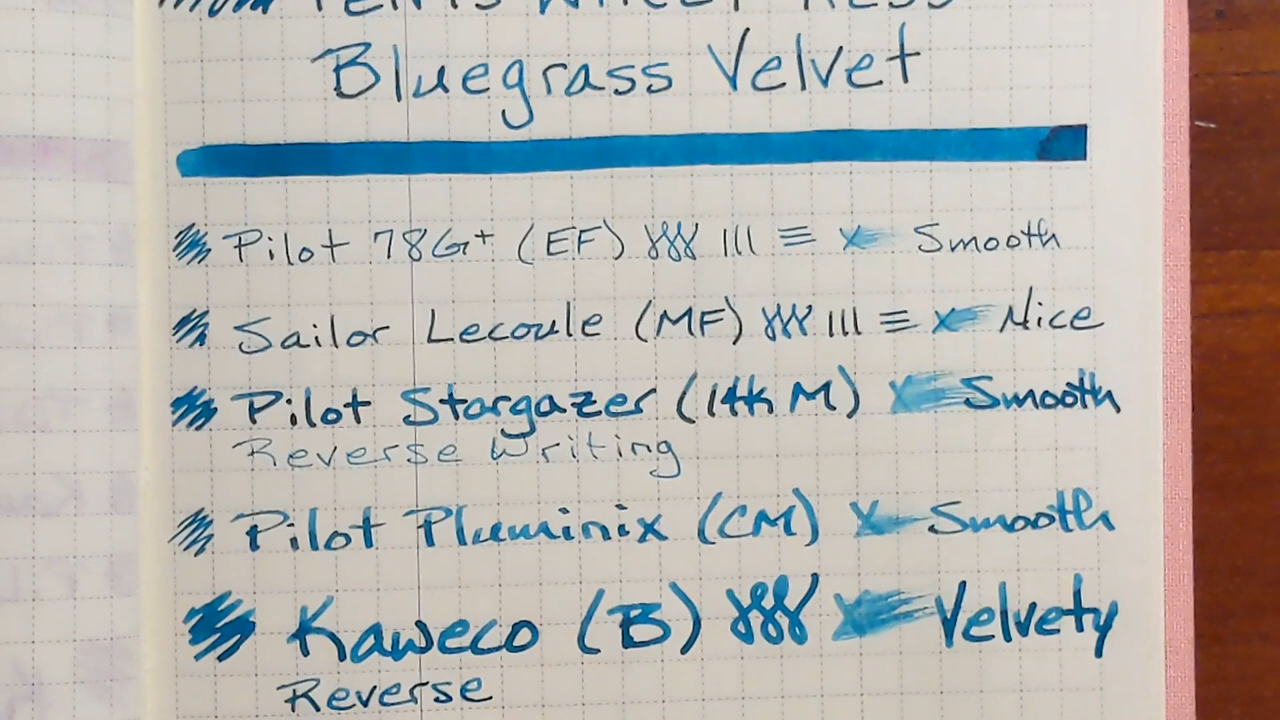 Bluegrass Velvet
Pilot 78G+ (EF) Smooth
Sailor Lecoule (MF) Nice
Pilot Stargazer (14k M) Smooth
Reverse Writing
Pilot Pluminix (CM) Smooth
Kaweco (B) Velvety
Reverse